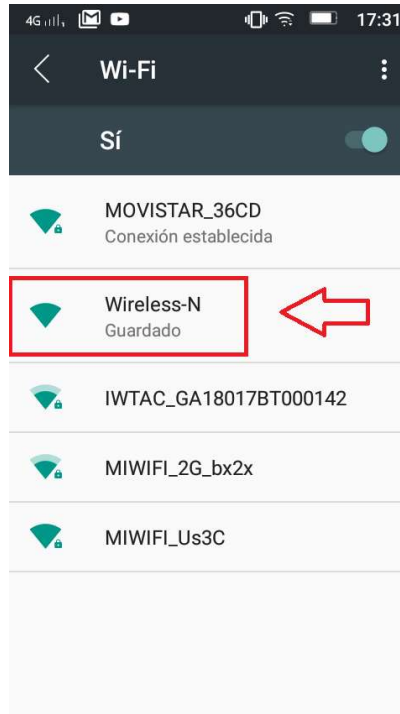 4G 17:31
Wi-Fi
Sí
MOVISTAR_36CD
Conexión establecida
Wireless-N
Guardado
IWTAC_GA18017BT000142
MIWIFI_2G_bx2x
MIWIFI_Us3C